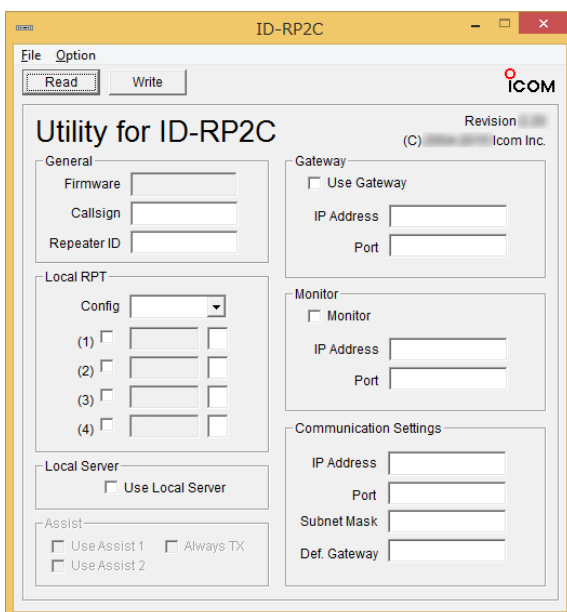 ID-RP2C
File Option
Read Write
ICOM
Utility for ID-RP2C
Revision
(C) Icom Inc.
General
Firmware
Callsign
Repeater ID
Local RPT
Config
(1)
(2)
(3)
(4)
Local Server
Use Local Server
Assist
Use Assist 1 Always TX
Use Assist 2
Gateway
Use Gateway
IP Address
Port
Monitor
Monitor
IP Address
Port
Communication Settings
IP Address
Port
Subnet Mask
Def. Gateway